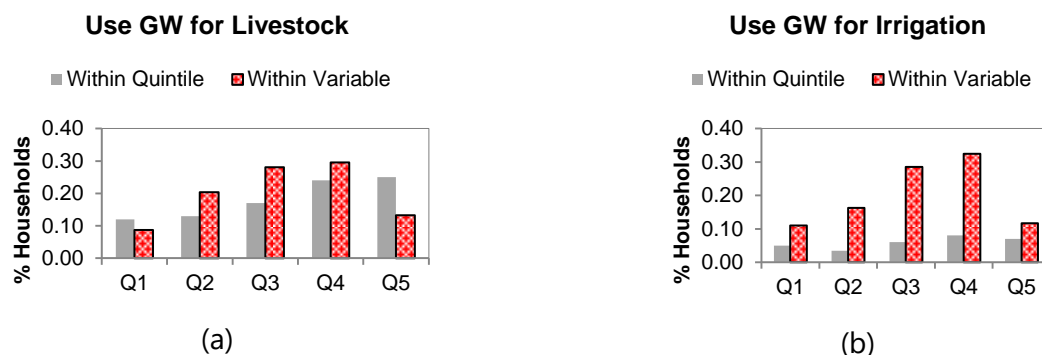 Use GW for Livestock
Within Quintile Within Variable
% Households
0.40
0.30
0.20
0.10
0.00
Q1 Q2 Q3 Q4 Q5
(a)
Use GW for Irrigation
Within Quintile Within Variable
% Households
0.40
0.30
0.20
0.10
0.00
Q1 Q2 Q3 Q4 Q5
(b)